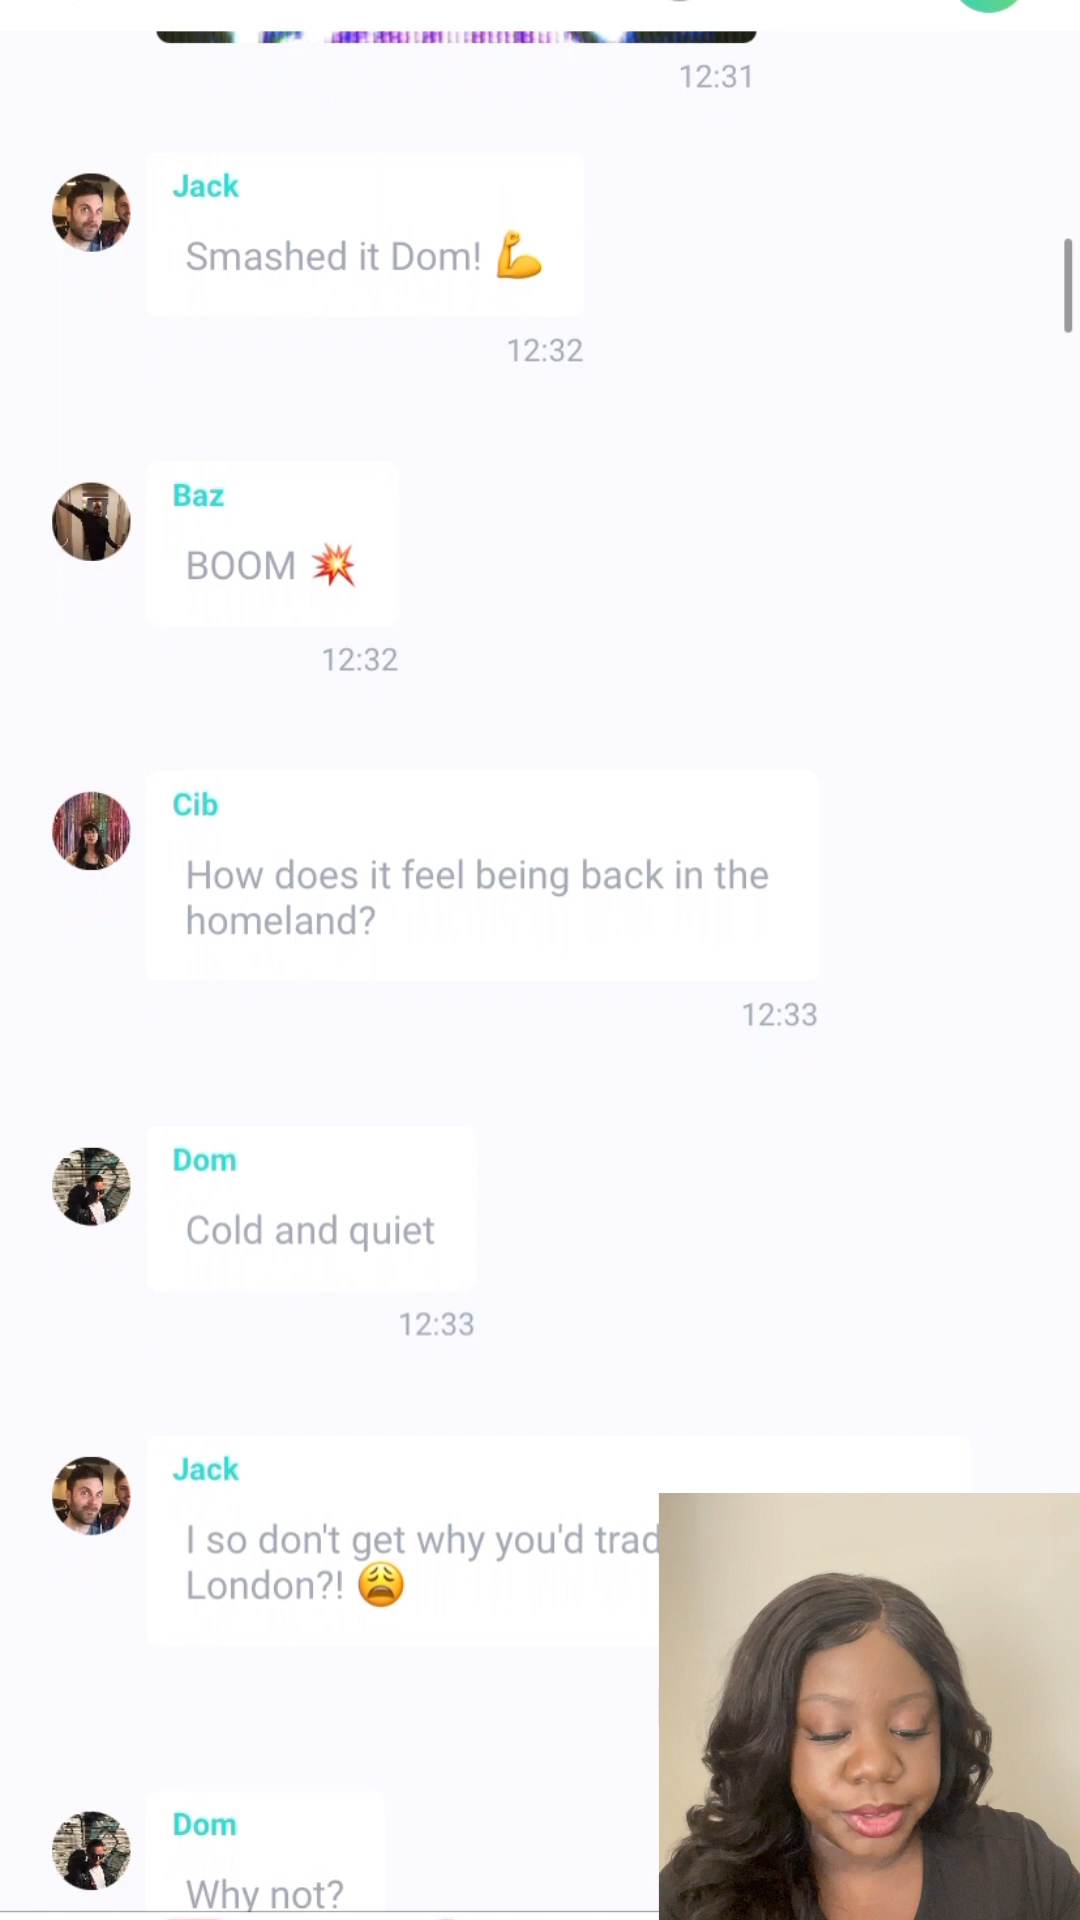 12:31
Jack
Smashed it Dom! 💪
12:32
Baz
BOOM 💥
12:32
Cib
How does it feel being back in the
homeland?
12:33
Dom
Cold and quiet
12:33
Jack
I so don't get why you'd
London?! 😩
Dom
Why not?